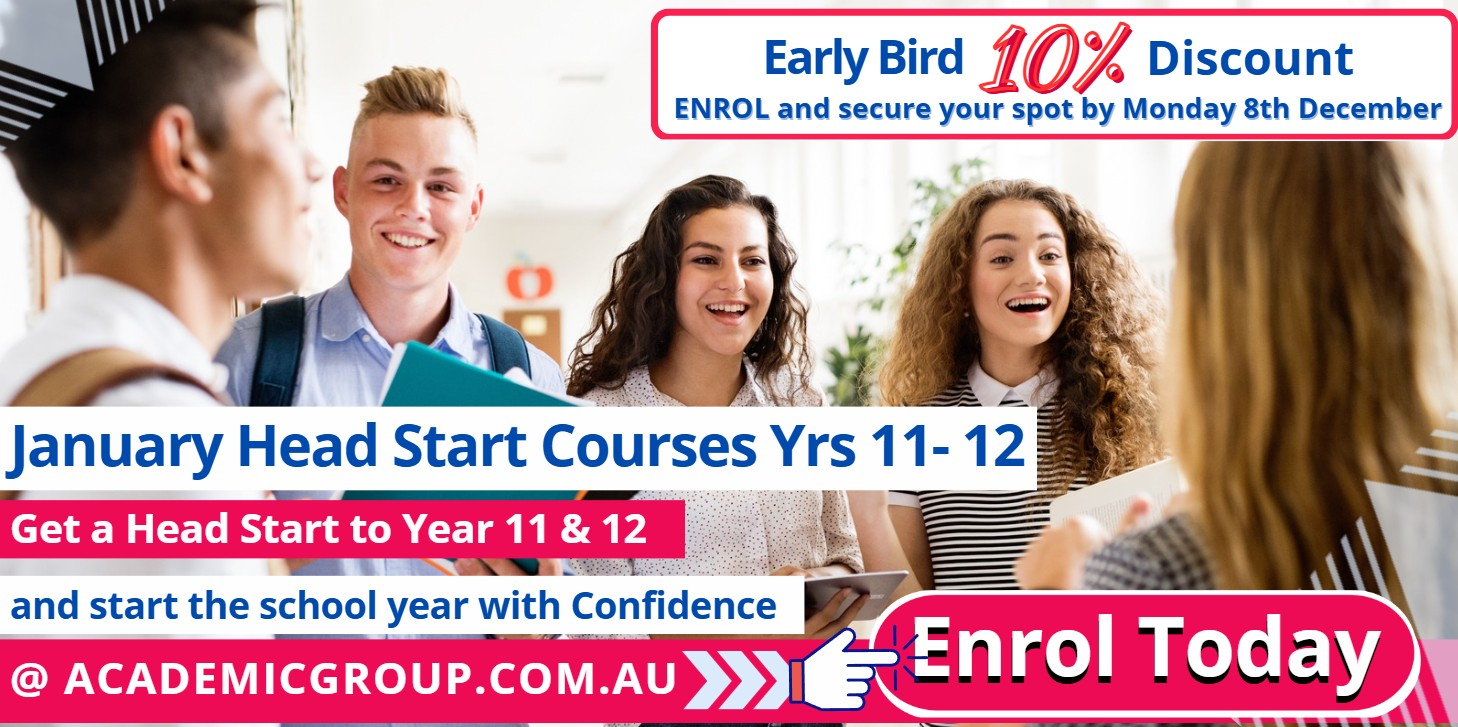 Early Bird 10% Discount
ENROL and secure your spot by Monday 8th December
January Head Start Courses Yrs 11- 12
Get a Head Start to Year 11 & 12
and start the school year with Confidence
@ ACADEMICGROUP.COM.AU
Enrol Today